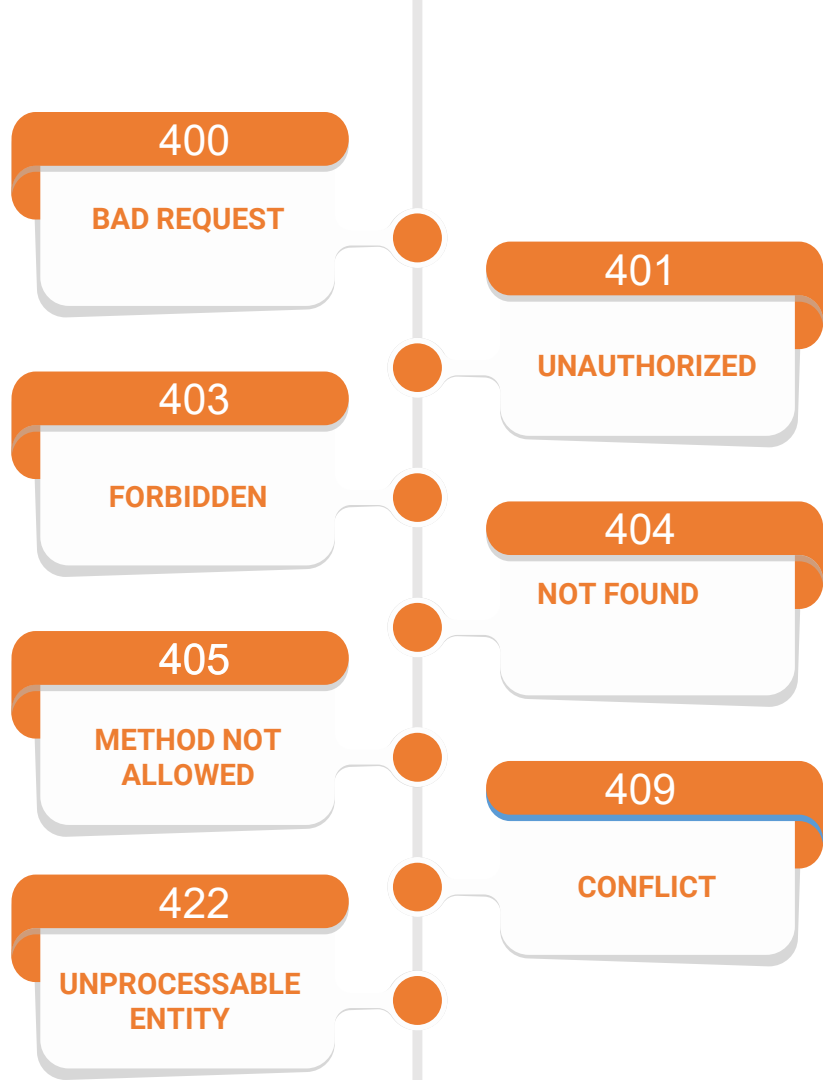 400
BAD REQUEST
401
UNAUTHORIZED
403
FORBIDDEN
404
NOT FOUND
405
METHOD NOT
ALLOWED
409
CONFLICT
422
UNPROCESSABLE
ENTITY